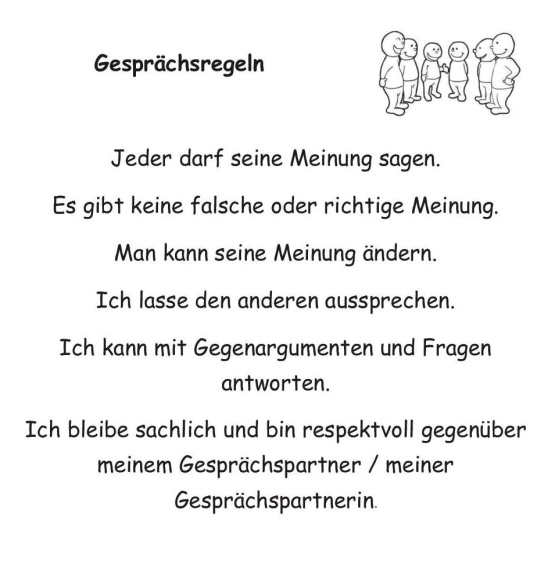 Gesprächsregeln
Jeder darf seine Meinung sagen.
Es gibt keine falsche oder richtige Meinung.
Man kann seine Meinung ändern.
Ich lasse den anderen aussprechen.
Ich kann mit Gegenargumenten und Fragen
antworten.
Ich bleibe sachlich und bin respektvoll gegenüber
meinem Gesprächspartner / meiner
Gesprächspartnerin.